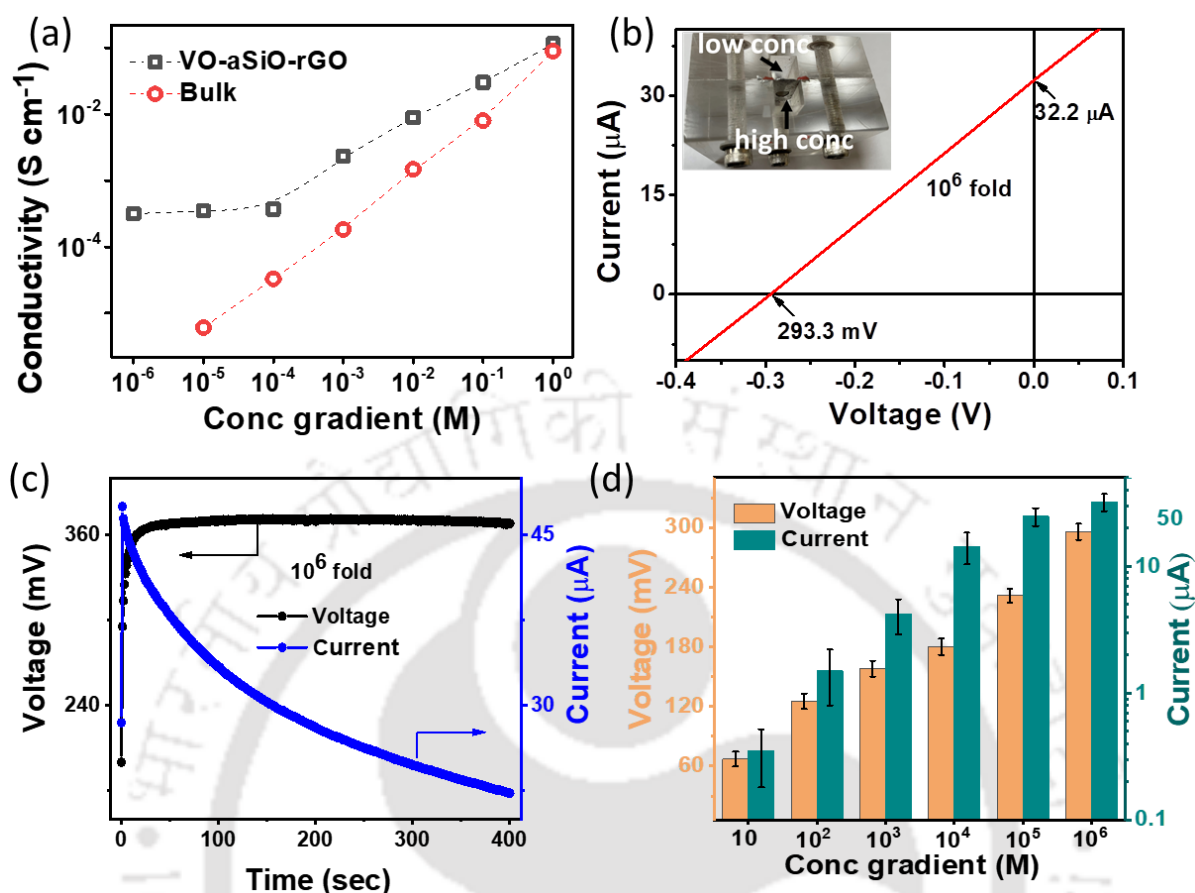 (a)
VO-aSiO-rGO
Bulk
Conductivity (S cm⁻¹)
10⁻²
10⁻⁴
10⁻⁶ 10⁻⁵ 10⁻⁴ 10⁻³ 10⁻² 10⁻¹ 10⁰
Conc gradient (M)
(b)
low conc
high conc
Current (μA)
30
15
0
32.2 μA
10⁶ fold
293.3 mV
-0.4 -0.3 -0.2 -0.1 0.0 0.1
Voltage (V)
(c)
Voltage (mV)
360
240
10⁶ fold
Voltage
Current
45
30
Current (μA)
0 100 200 300 400
Time (sec)
(d)
Voltage
Current
Voltage (mV)
300
240
180
120
60
50
10
1
0.1
Current (μA)
10 10² 10³ 10⁴ 10⁵ 10⁶
Conc gradient (M)